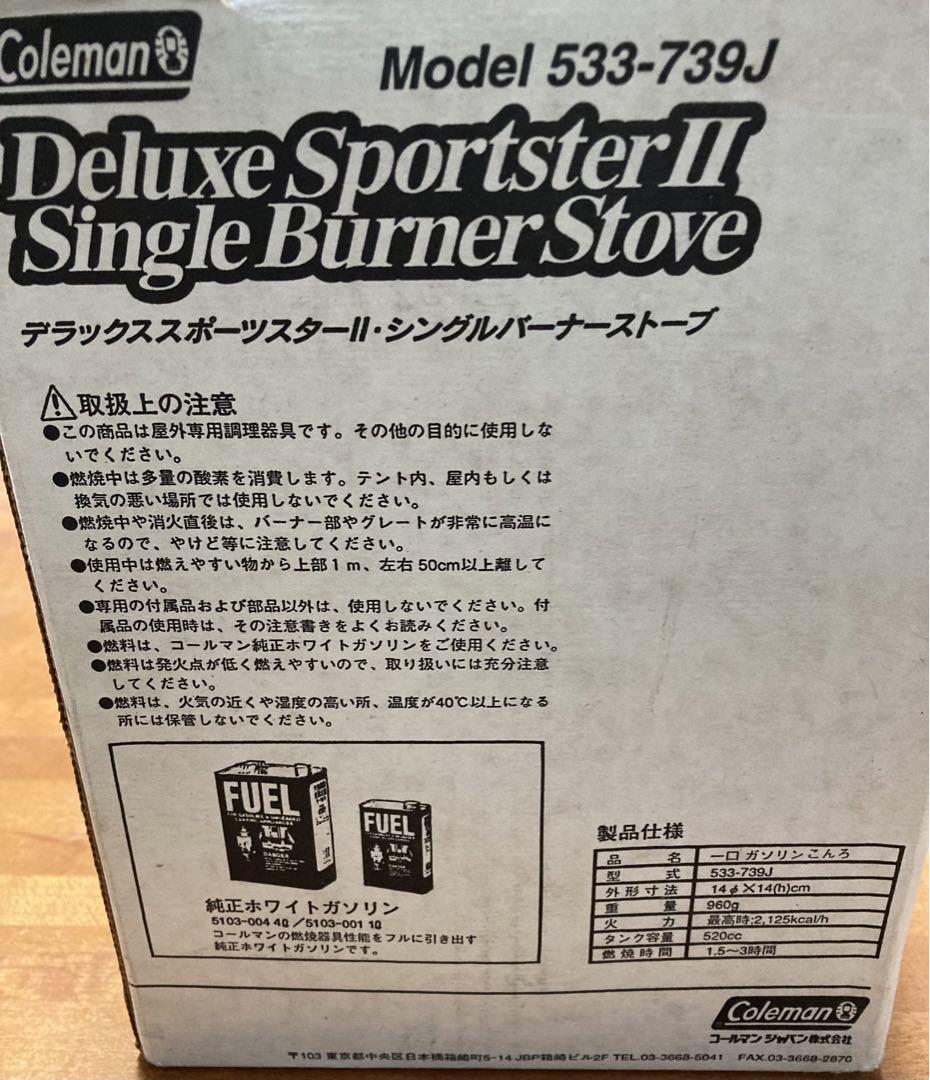 Coleman
Model 533-739J
Deluxe Sportster II
Single Burner Stove
デラックススポーツスターII・シングルバーナーストーブ
⚠取扱上の注意
●この商品は屋外専用調理器具です。その他の目的に使用しな
いでください。
●燃焼中は多量の酸素を消費します。テント内、屋内もしくは
換気の悪い場所では使用しないでください。
●燃焼中や消火直後は、バーナー部やグレートが非常に高温に
なるので、やけど等に注意してください。
●使用中は燃えやすい物から上部1m、左右50cm以上離して
ください。
●専用の付属品および部品以外は、使用しないでください。付
属品の使用時は、その注意書きをよくお読みください。
●燃料は、コールマン純正ホワイトガソリンをご使用ください。
●燃料は発火点が低く燃えやすいので、取り扱いには充分注意
してください。
●燃料は、火気の近くや湿度の高い所、温度が40℃以上になる
所には保管しないでください。
FUEL
DANGER
FUEL
純正ホワイトガソリン
5103-004 4ℓ／5103-001 1ℓ
コールマンの燃焼器具性能をフルに引き出す
純正ホワイトガソリンです。
製品仕様
品名 一口ガソリンこんろ
型式 533-739J
外形寸法 14φ×14(h)cm
重量 960g
火力 最高時;2,125kcal/h
タンク容量 520cc
燃焼時間 1.5〜3時間
Coleman
コールマン ジャパン株式会社
〒103 東京都中央区日本橋箱崎町5-14 JBP箱崎ビル2F TEL.03-3668-5041 FAX.03-3668-2870